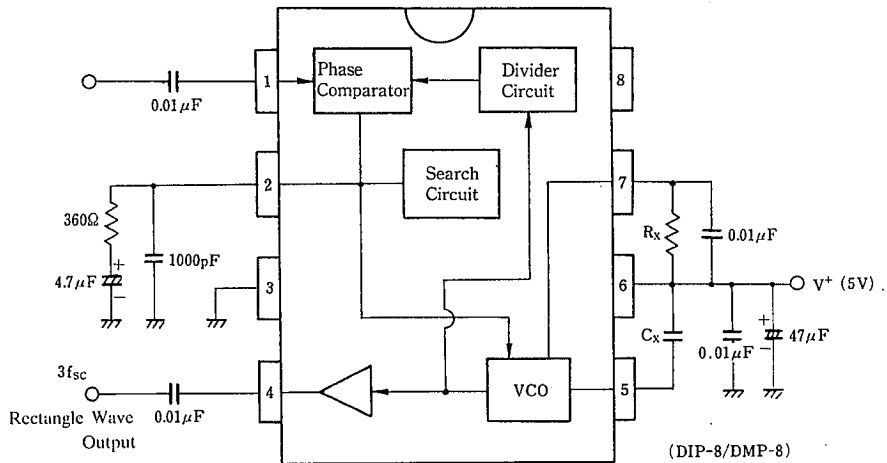 1
Phase
Comparator
Divider
Circuit
8
0.01μF
2
Search
Circuit
7
360Ω
1000pF
4.7μF
+
−
Rx
0.01μF
3
6
V⁺ (5V)
Cx
0.01μF
+
−
47μF
3fsc
4
VCO
5
Rectangle Wave
Output
0.01μF
(DIP-8/DMP-8)